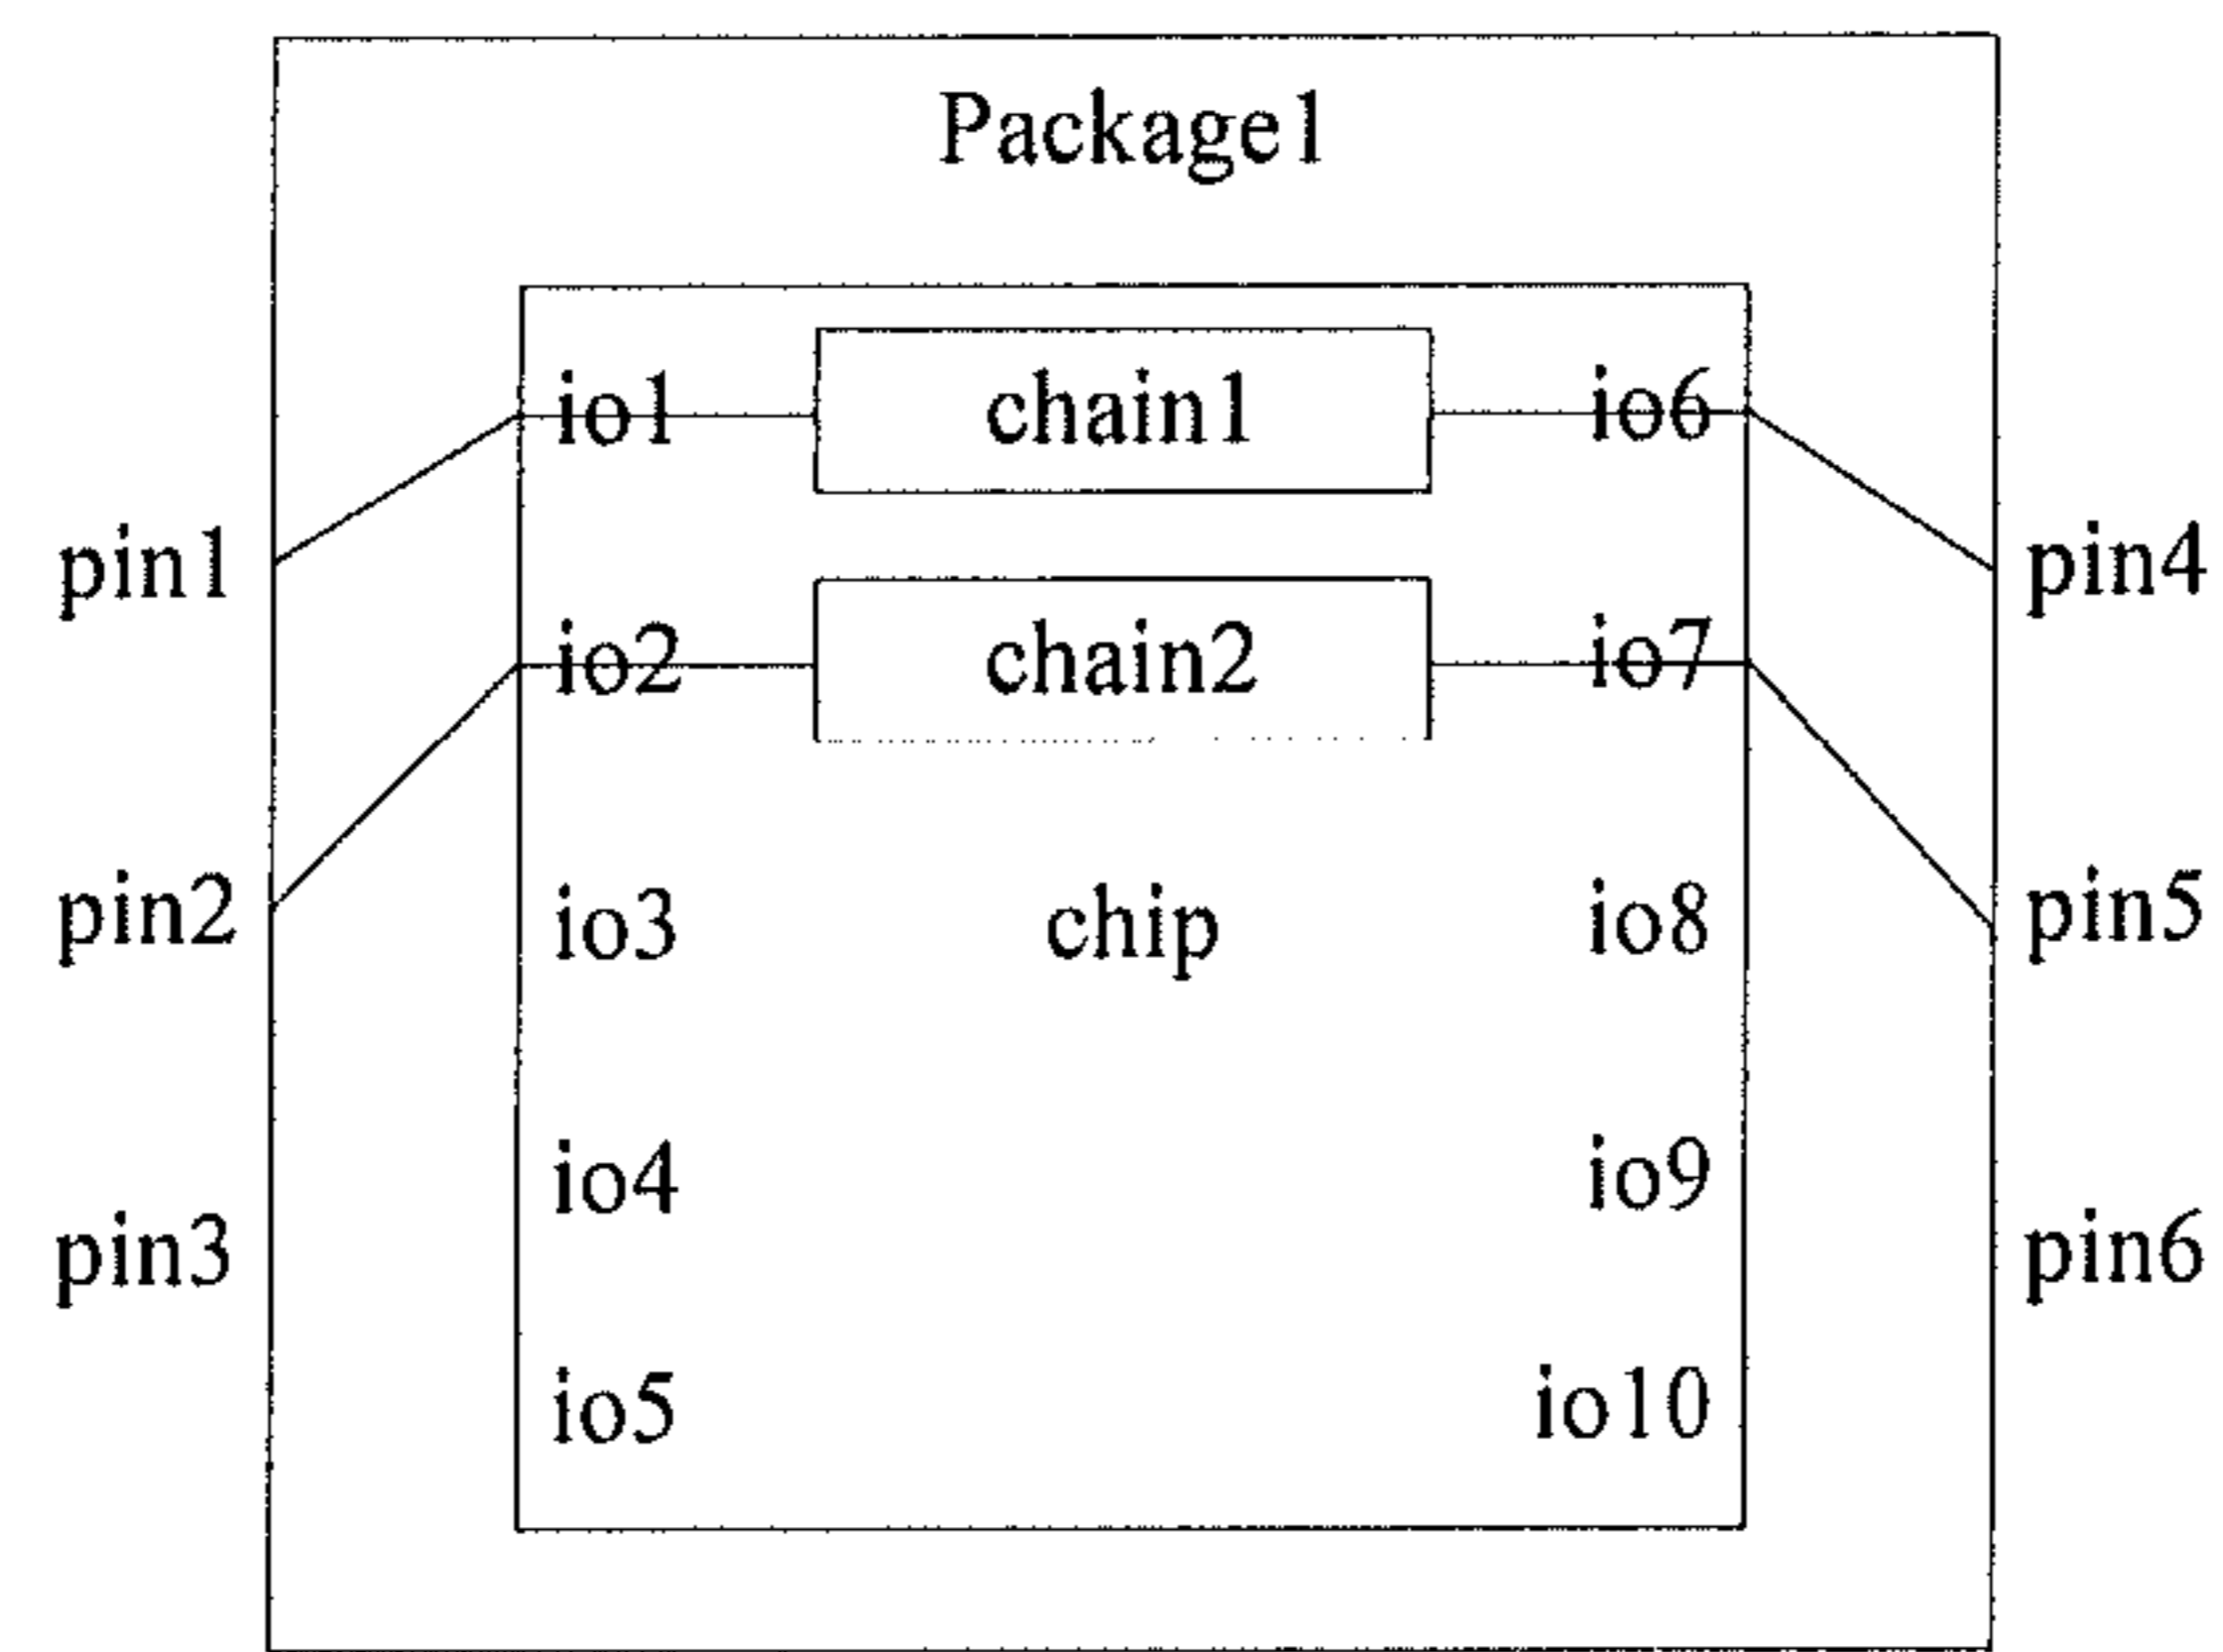 Package1
io1 chain1 io6
pin1 pin4
io2 chain2 io7
pin2 io3 chip io8 pin5
io4 io9
pin3 pin6
io5 io10